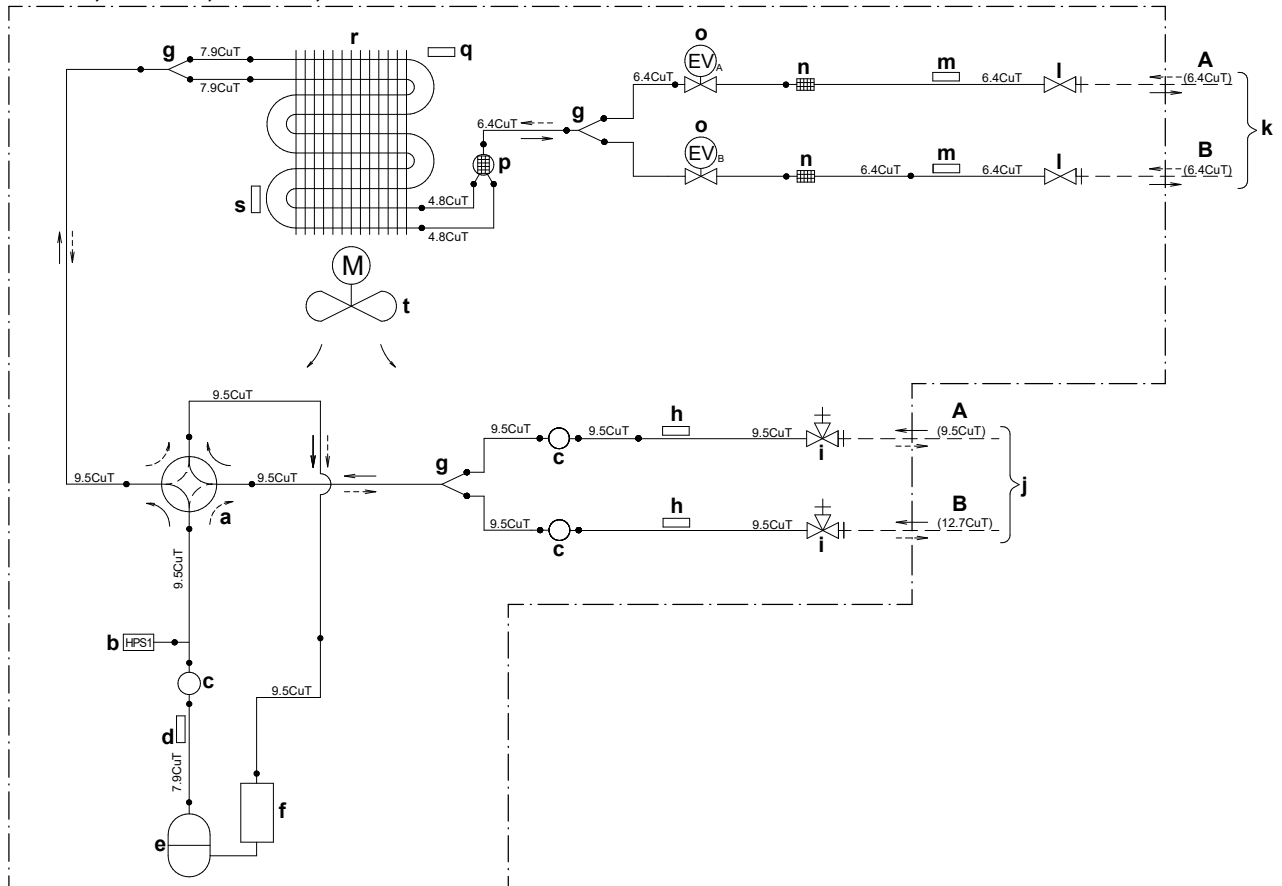 g
7.9CuT
7.9CuT
r
q
o
EVA
6.4CuT
n
m
6.4CuT
l
A
(6.4CuT)
k
g
6.4CuT
p
o
EVB
n
6.4CuT
m
6.4CuT
l
B
(6.4CuT)
s
4.8CuT
4.8CuT
M
t
9.5CuT
9.5CuT
a
9.5CuT
g
9.5CuT
c
9.5CuT
h
9.5CuT
i
A
(9.5CuT)
j
9.5CuT
c
h
9.5CuT
i
B
(12.7CuT)
9.5CuT
b
HPS1
c
d
7.9CuT
9.5CuT
f
e